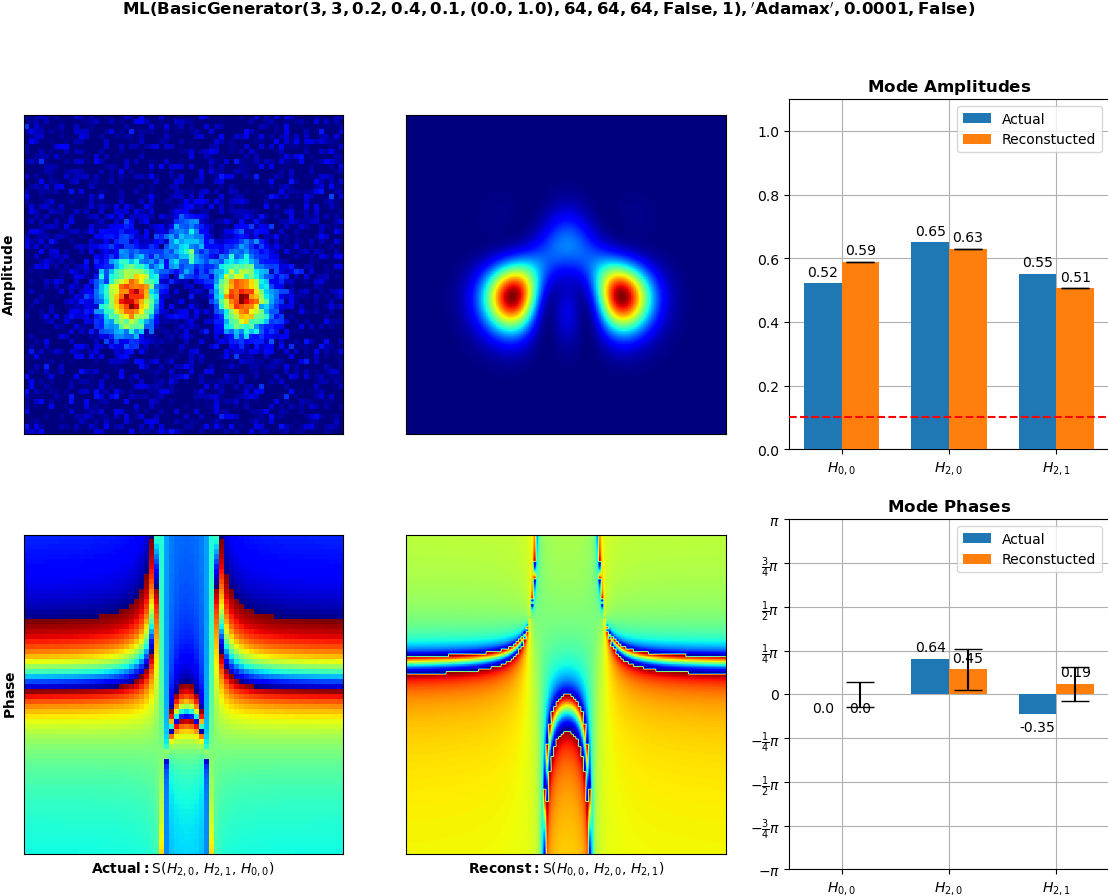 ML(BasicGenerator(3, 3, 0.2, 0.4, 0.1, (0.0, 1.0), 64, 64, 64, False, 1), 'Adamax', 0.0001, False)
Amplitude
Mode Amplitudes
Actual
Reconstucted
1.0
0.8
0.6
0.4
0.2
0.0
0.52
0.59
0.65
0.63
0.55
0.51
H0,0
H2,0
H2,1
Phase
Actual: S(H2,0, H2,1, H0,0)
Reconst: S(H0,0, H2,0, H2,1)
Mode Phases
Actual
Reconstucted
π
3/4π
1/2π
1/4π
0
−1/4π
−1/2π
−3/4π
−π
0.0
0.0
0.64
0.45
-0.35
0.19
H0,0
H2,0
H2,1